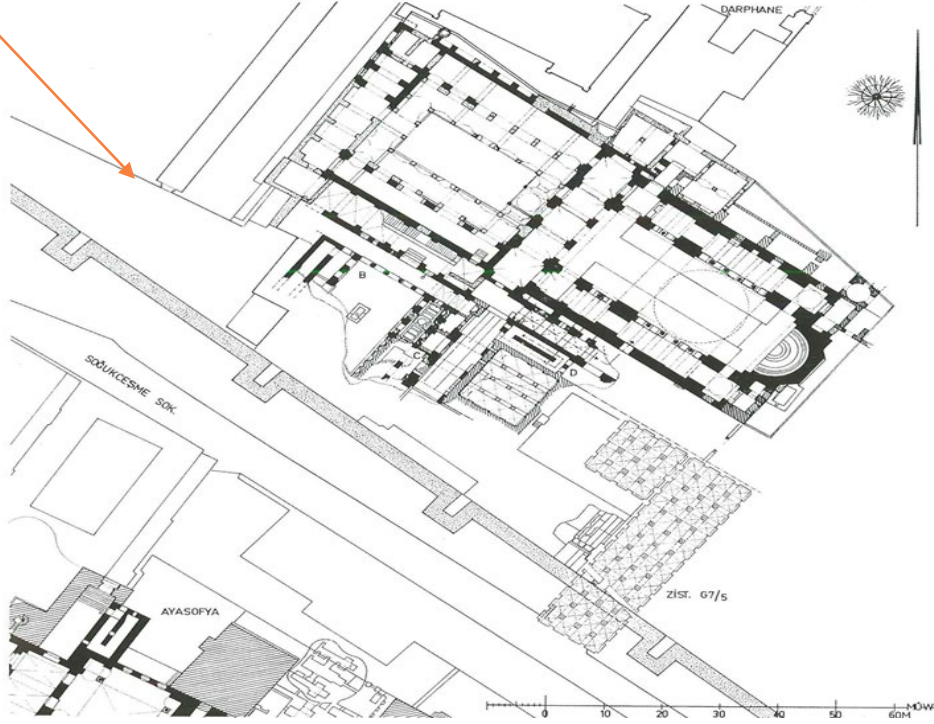 DARPHANE
B
C
D
SOĞUKÇEŞME SOK.
ZİST. G7/5
AYASOFYA
0 10 20 30 40 50 60M
MÜW